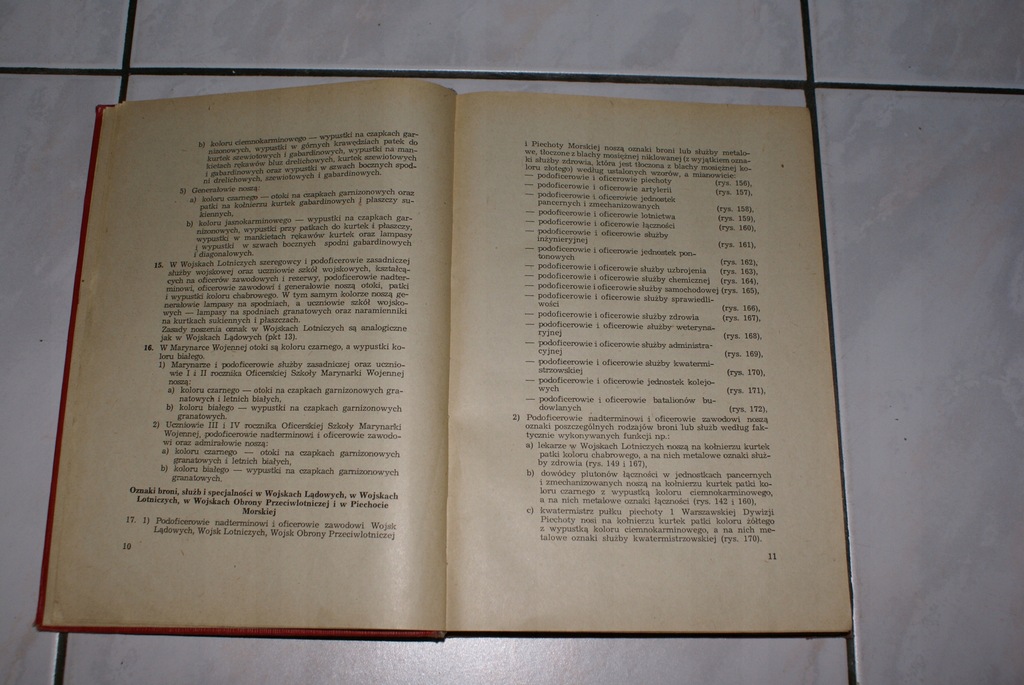 b) koloru ciemnokarminowego — wypustki na czapkach gar-
nizonowych, wypustki w górnych krawędziach patek do
kurtek szewiotowych i gabardinowych, wypustki na man-
kietach rękawów bluz drelichowych, kurtek szewiotowych
i gabardinowych oraz wypustki w szwach bocznych spod-
ni drelichowych, szewiotowych i gabardinowych.
5) Generałowie noszą:
a) koloru czarnego — otoki na czapkach garnizonowych oraz
patki na kołnierzu kurtek gabardinowych i płaszczy su-
kiennych,
b) koloru jasnokarminowego — wypustki na czapkach gar-
nizonowych, wypustki przy patkach do kurtek i płaszczy,
wypustki w mankietach rękawów kurtek oraz lampasy
i wypustki w szwach bocznych spodni gabardinowych
i diagonalowych.
15. W Wojskach Lotniczych szeregowcy i podoficerowie zasadniczej
służby wojskowej oraz uczniowie szkół wojskowych, kształcą-
cych na oficerów zawodowych i rezerwy, podoficerowie nadter-
minowi, oficerowie zawodowi i generałowie noszą otoki, patki
i wypustki koloru chabrowego. W tym samym kolorze noszą ge-
nerałowie lampasy na spodniach, a uczniowie szkół wojsko-
wych — lampasy na spodniach granatowych oraz naramienniki
na kurtkach sukiennych i płaszczach.
Zasady noszenia oznak w Wojskach Lotniczych są analogiczne
jak w Wojskach Lądowych (pkt 13).
16. W Marynarce Wojennej otoki są koloru czarnego, a wypustki ko-
loru białego.
1) Marynarze i podoficerowie służby zasadniczej oraz ucznio-
wie I i II rocznika Oficerskiej Szkoły Marynarki Wojennej
noszą:
a) koloru czarnego — otoki na czapkach garnizonowych gra-
natowych i letnich białych,
b) koloru białego — wypustki na czapkach garnizonowych
granatowych.
2) Uczniowie III i IV rocznika Oficerskiej Szkoły Marynarki
Wojennej, podoficerowie nadterminowi i oficerowie zawodo-
wi oraz admirałowie noszą:
a) koloru czarnego — otoki na czapkach garnizonowych
granatowych i letnich białych,
b) koloru białego — wypustki na czapkach garnizonowych
granatowych.
Oznaki broni, służb i specjalności w Wojskach Lądowych, w Wojskach
Lotniczych, w Wojskach Obrony Przeciwlotniczej i w Piechocie
Morskiej
17. 1) Podoficerowie nadterminowi i oficerowie zawodowi Wojsk
Lądowych, Wojsk Lotniczych, Wojsk Obrony Przeciwlotniczej
10
i Piechoty Morskiej noszą oznaki broni lub służby metalo-
we, tłoczone z blachy mosiężnej niklowanej (z wyjątkiem ozna-
ki służby zdrowia, która jest tłoczona z blachy mosiężnej ko-
loru złotego) według ustalonych wzorów, a mianowicie:
— podoficerowie i oficerowie piechoty (rys. 156),
— podoficerowie i oficerowie artylerii (rys. 157),
— podoficerowie i oficerowie jednostek
pancernych i zmechanizowanych (rys. 158),
— podoficerowie i oficerowie lotnictwa (rys. 159),
— podoficerowie i oficerowie łączności (rys. 160),
— podoficerowie i oficerowie służby
inżynieryjnej (rys. 161),
— podoficerowie i oficerowie jednostek pon-
tonowych (rys. 162),
— podoficerowie i oficerowie służby uzbrojenia (rys. 163),
— podoficerowie i oficerowie służby chemicznej (rys. 164),
— podoficerowie i oficerowie służby samochodowej (rys. 165),
— podoficerowie i oficerowie służby sprawiedli-
wości (rys. 166),
— podoficerowie i oficerowie służby zdrowia (rys. 167),
— podoficerowie i oficerowie służby weteryna-
ryjnej (rys. 168),
— podoficerowie i oficerowie służby administra-
cyjnej (rys. 169),
— podoficerowie i oficerowie służby kwatermi-
strzowskiej (rys. 170),
— podoficerowie i oficerowie jednostek kolejo-
wych (rys. 171),
— podoficerowie i oficerowie batalionów bu-
dowlanych (rys. 172).
2) Podoficerowie nadterminowi i oficerowie zawodowi noszą
oznaki poszczególnych rodzajów broni lub służb według fak-
tycznie wykonywanych funkcji np.:
a) lekarze w Wojskach Lotniczych noszą na kołnierzu kurtek
patki koloru chabrowego, a na nich metalowe oznaki służ-
by zdrowia (rys. 149 i 167),
b) dowódcy plutonów łączności w jednostkach pancernych
i zmechanizowanych noszą na kołnierzu kurtek patki ko-
loru czarnego z wypustką koloru ciemnokarminowego,
a na nich metalowe oznaki łączności (rys. 142 i 160),
c) kwatermistrz pułku piechoty 1 Warszawskiej Dywizji
Piechoty nosi na kołnierzu kurtek patki koloru żółtego
z wypustką koloru ciemnokarminowego, a na nich me-
talowe oznaki służby kwatermistrzowskiej (rys. 170).
11